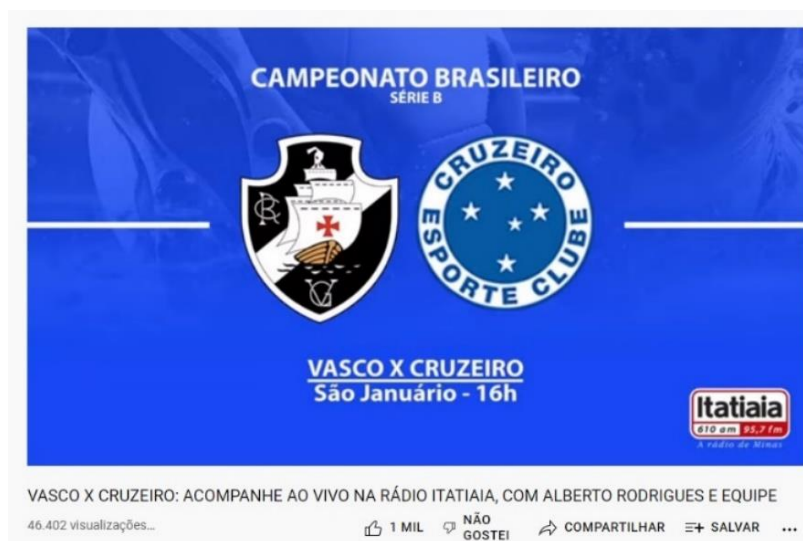 CAMPEONATO BRASILEIRO
SÉRIE B
CR
VG
CRUZEIRO
ESPORTE CLUBE
VASCO X CRUZEIRO
São Januário - 16h
Itatiaia
610 am 95,7 fm
A rádio de Minas
VASCO X CRUZEIRO: ACOMPANHE AO VIVO NA RÁDIO ITATIAIA, COM ALBERTO RODRIGUES E EQUIPE
46.402 visualizações...
1 MIL
NÃO
GOSTEI
COMPARTILHAR
SALVAR
...